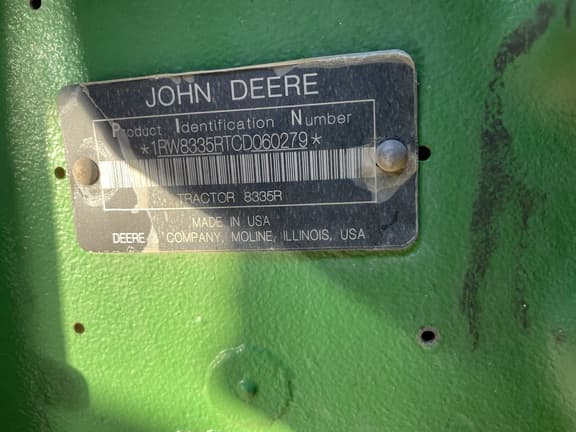 JOHN DEERE
Product Identification Number
*1RW8335RTCD060279*
TRACTOR 8335R
MADE IN USA
DEERE & COMPANY, MOLINE, ILLINOIS, USA